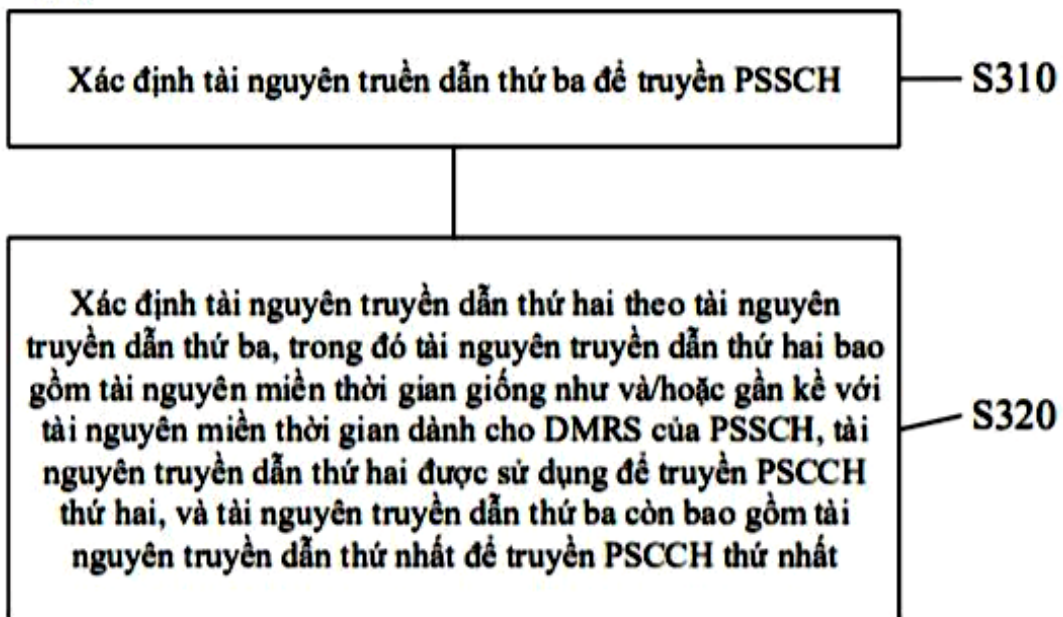 Xác định tài nguyên truền dẫn thứ ba để truyền PSSCH
S310
Xác định tài nguyên truyền dẫn thứ hai theo tài nguyên
truyền dẫn thứ ba, trong đó tài nguyên truyền dẫn thứ hai bao
gồm tài nguyên miền thời gian giống như và/hoặc gần kề với
tài nguyên miền thời gian dành cho DMRS của PSSCH, tài
nguyên truyền dẫn thứ hai được sử dụng để truyền PSCCH
thứ hai, và tài nguyên truyền dẫn thứ ba còn bao gồm tài
nguyên truyền dẫn thứ nhất để truyền PSCCH thứ nhất
S320